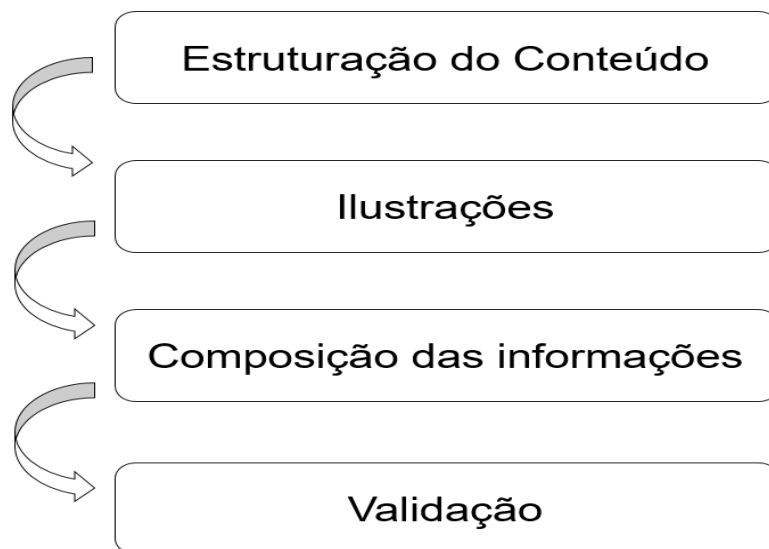 Estruturação do Conteúdo
Ilustrações
Composição das informações
Validação